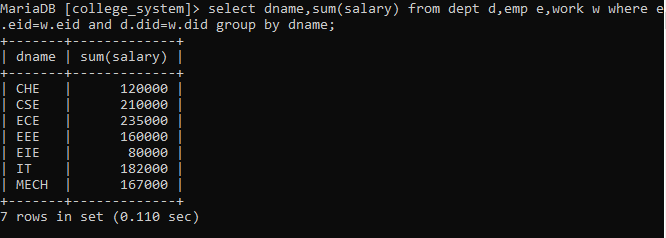 MariaDB [college_system]> select dname,sum(salary) from dept d,emp e,work w where e
.eid=w.eid and d.did=w.did group by dname;
+-------+-------------+
| dname | sum(salary) |
+-------+-------------+
| CHE   |      120000 |
| CSE   |      210000 |
| ECE   |      235000 |
| EEE   |      160000 |
| EIE   |       80000 |
| IT    |      182000 |
| MECH  |      167000 |
+-------+-------------+
7 rows in set (0.110 sec)